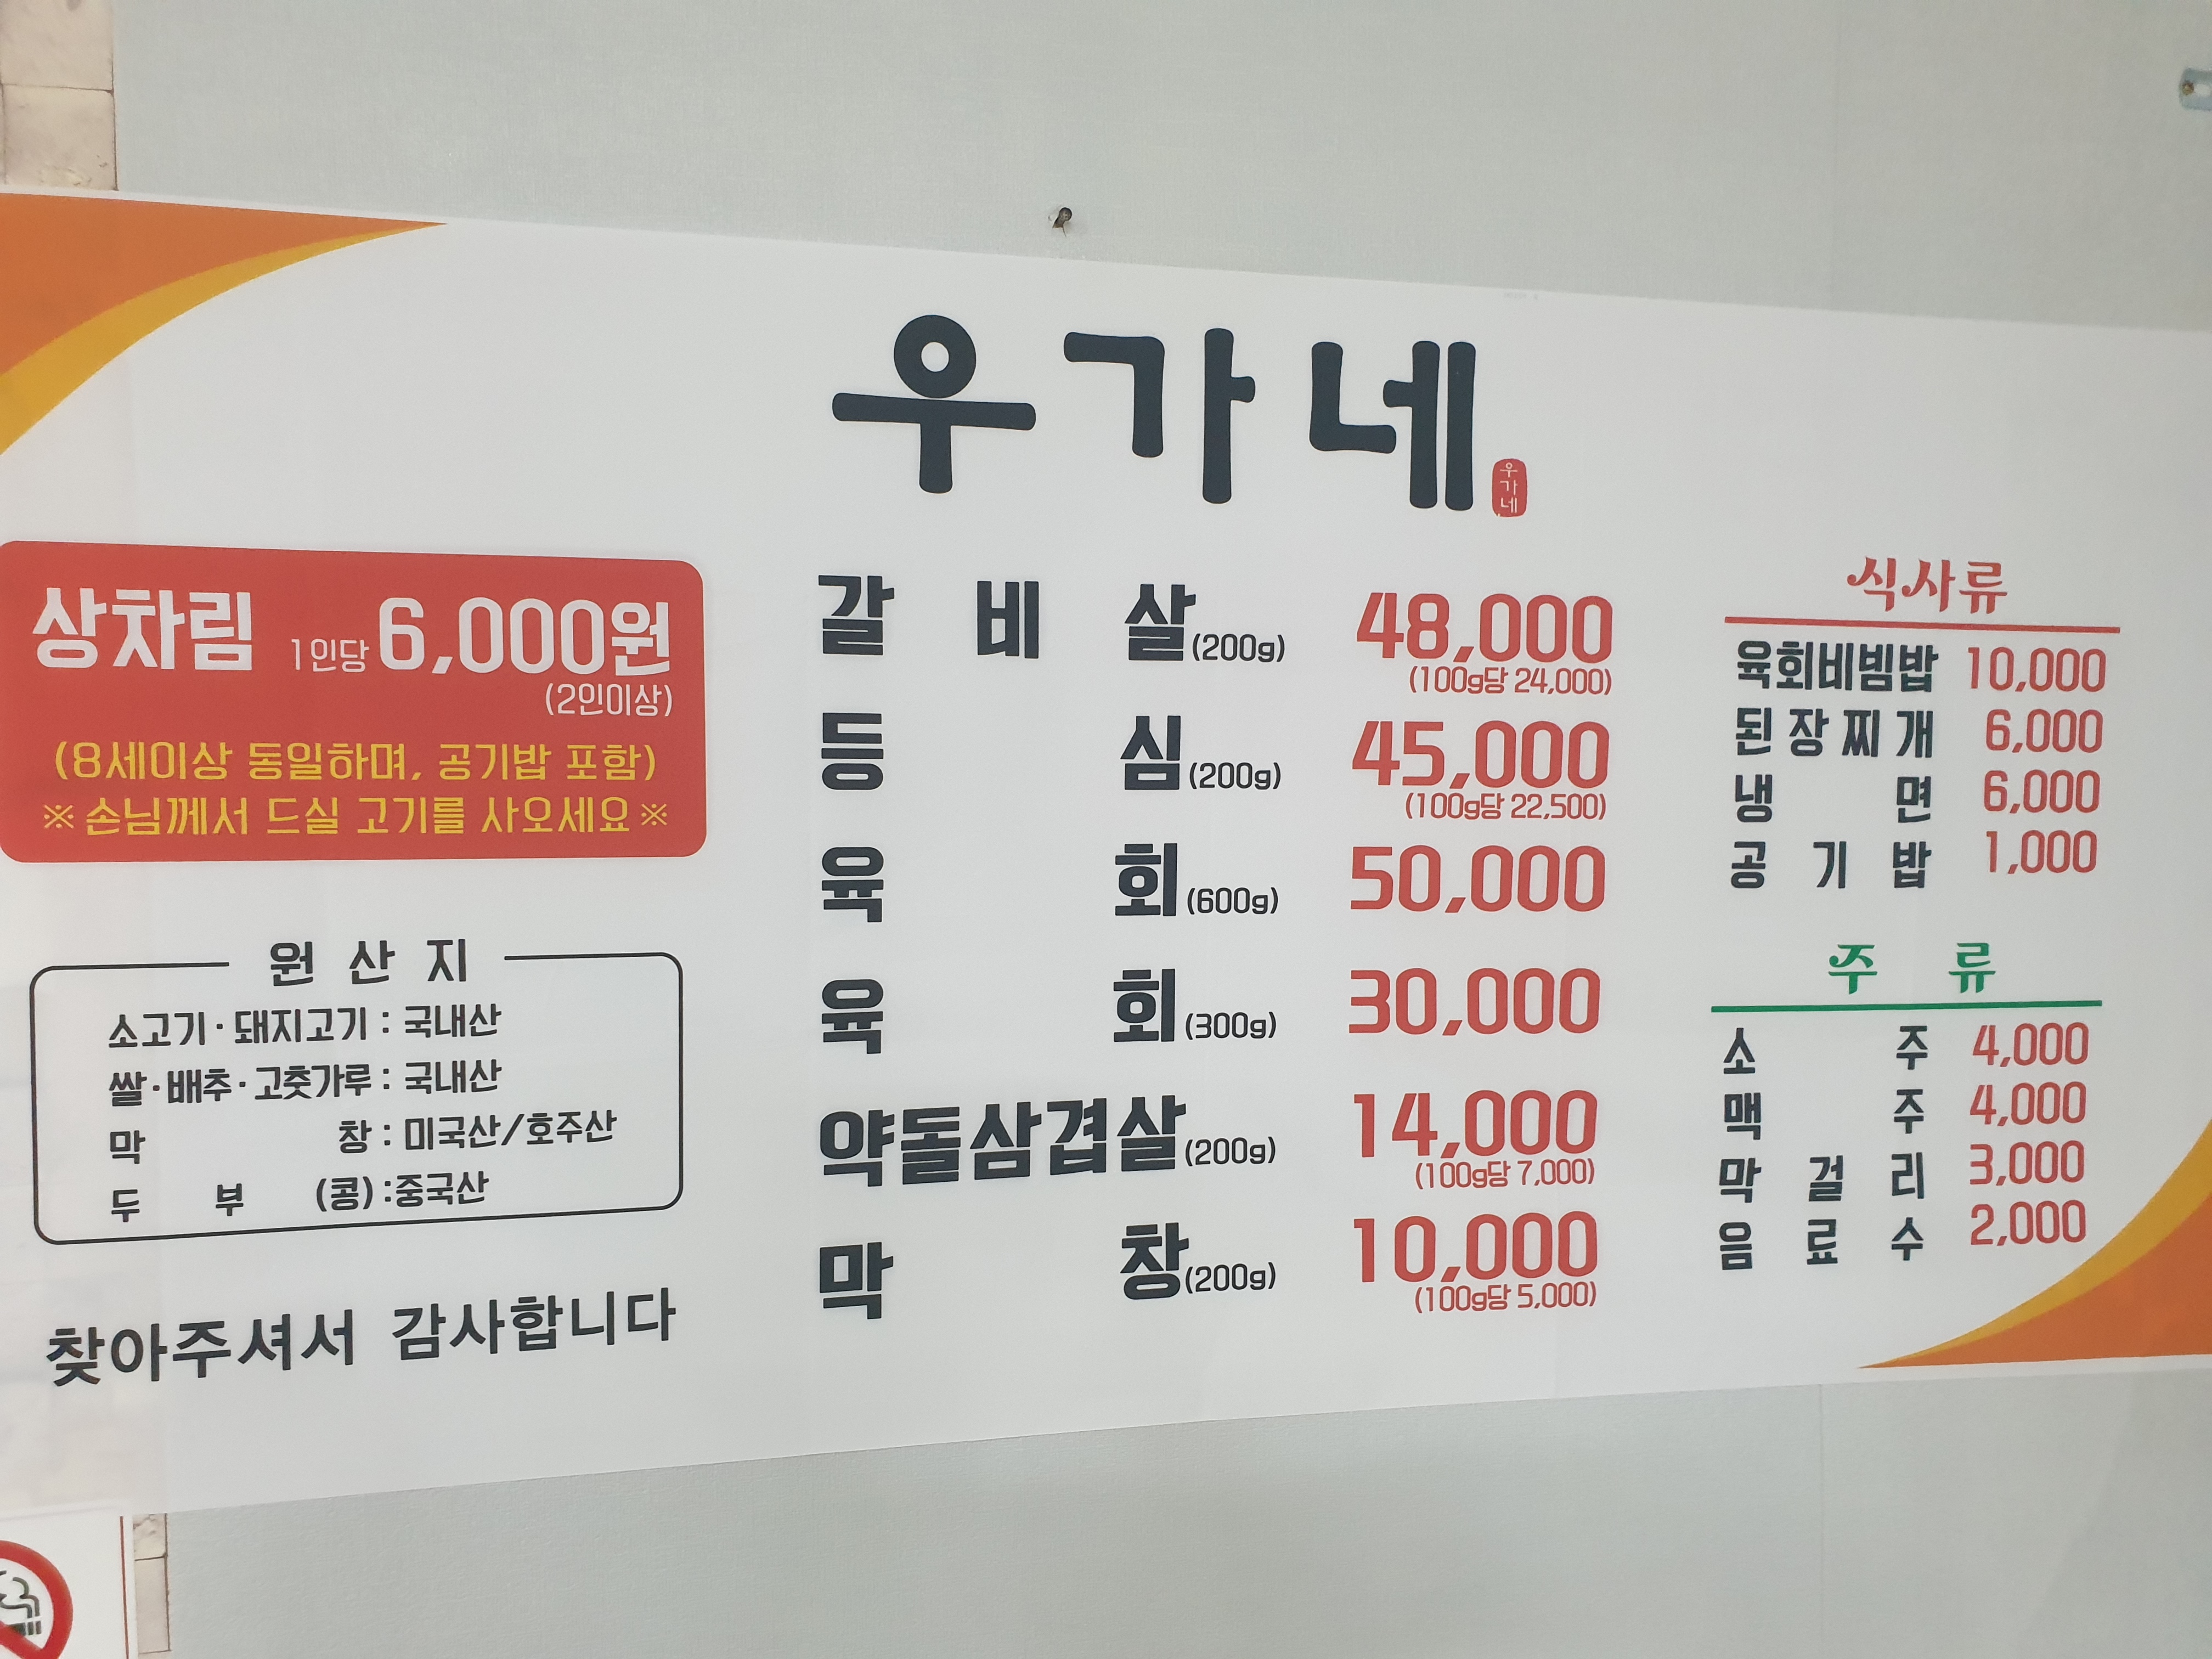 우가네
우가네
상차림 1인당 6,000원
(2인이상)
(8세이상 동일하며, 공기밥 포함)
※ 손님께서 드실 고기를 사오세요 ※
원산지
소고기·돼지고기 : 국내산
쌀·배추·고춧가루 : 국내산
막창 : 미국산/호주산
두부(콩) : 중국산
찾아주셔서 감사합니다
갈비살(200g) 48,000
(100g당 24,000)
등심(200g) 45,000
(100g당 22,500)
육회(600g) 50,000
육회(300g) 30,000
약돌삼겹살(200g) 14,000
(100g당 7,000)
막창(200g) 10,000
(100g당 5,000)
식사류
육회비빔밥 10,000
된장찌개 6,000
냉면 6,000
공기밥 1,000
주류
소주 4,000
맥주 4,000
막걸리 3,000
음료수 2,000